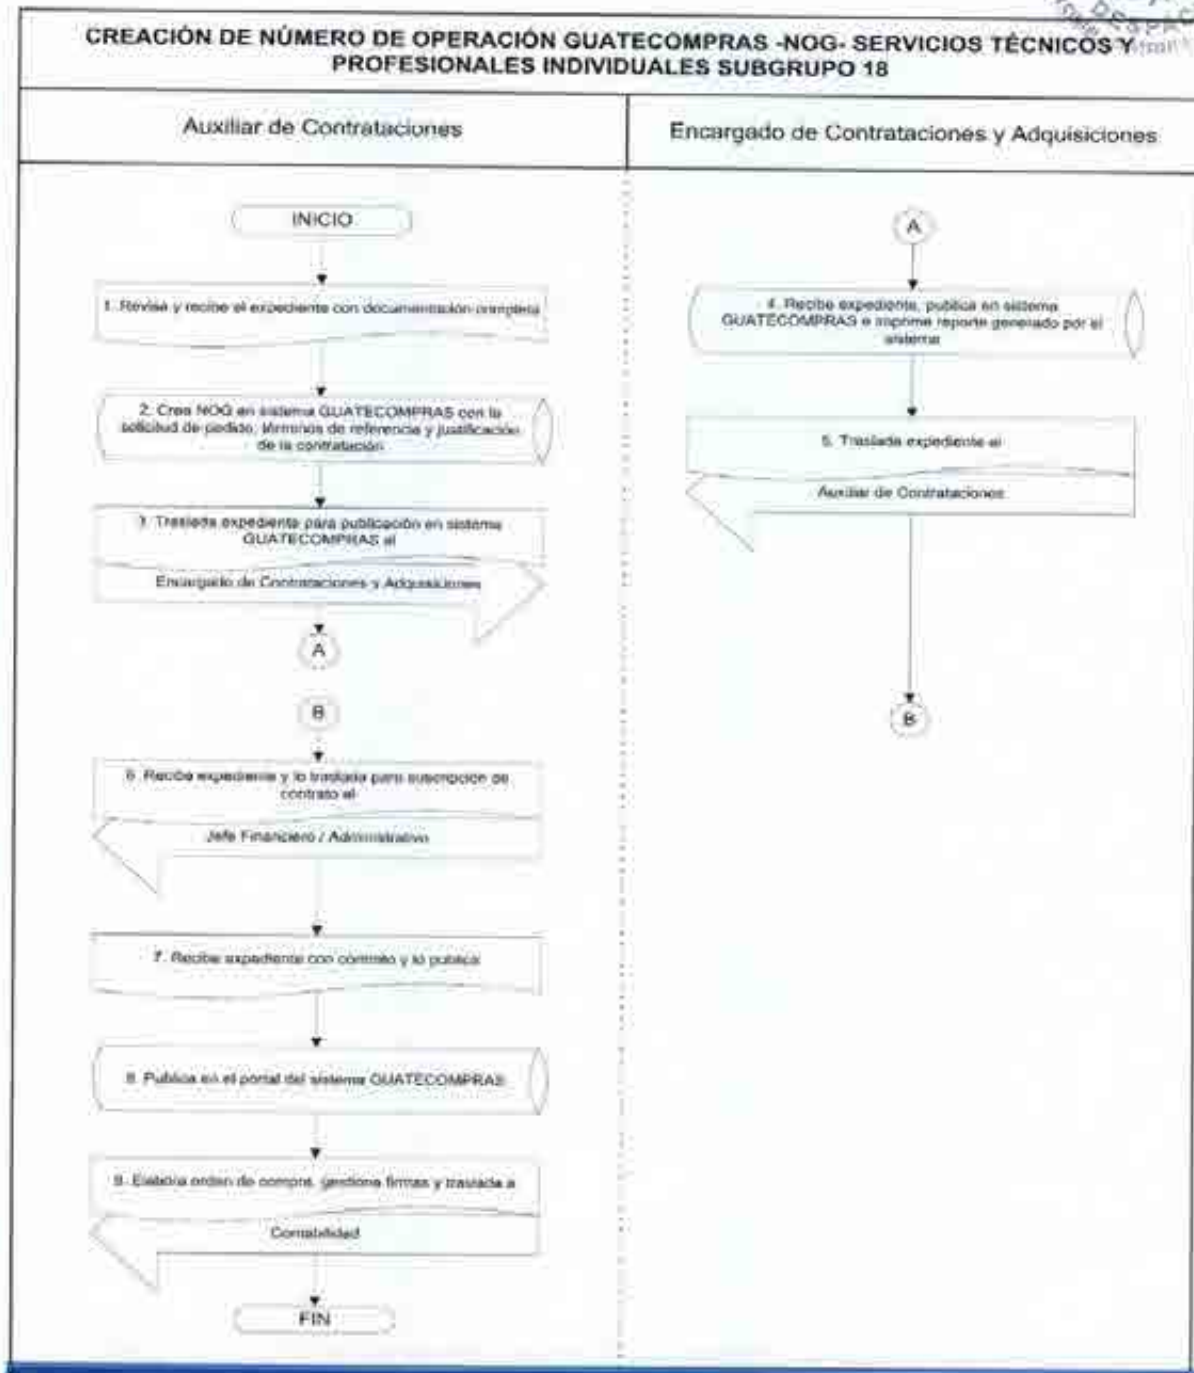 DESPAC
CREACIÓN DE NÚMERO DE OPERACIÓN GUATECOMPRAS -NOG- SERVICIOS TÉCNICOS Y
PROFESIONALES INDIVIDUALES SUBGRUPO 18
Auxiliar de Contrataciones
Encargado de Contrataciones y Adquisiciones
INICIO
1. Revisa y recibe el expediente con documentación completa
2. Crea NOG en sistema GUATECOMPRAS con la
solicitud de pedido, términos de referencia y justificación
de la contratación
3. Traslada expediente para publicación en sistema
GUATECOMPRAS al
Encargado de Contrataciones y Adquisiciones
A
B
6. Recibe expediente y lo traslada para suscripción de
contrato al
Jefe Financiero / Administrativo
7. Recibe expediente con contrato y lo publica
8. Publica en el portal del sistema GUATECOMPRAS
9. Elabora orden de compra, gestiona firmas y traslada a
Contabilidad
FIN
A
4. Recibe expediente, publica en sistema
GUATECOMPRAS e imprime reporte generado por el
sistema
5. Traslada expediente al
Auxiliar de Contrataciones
B